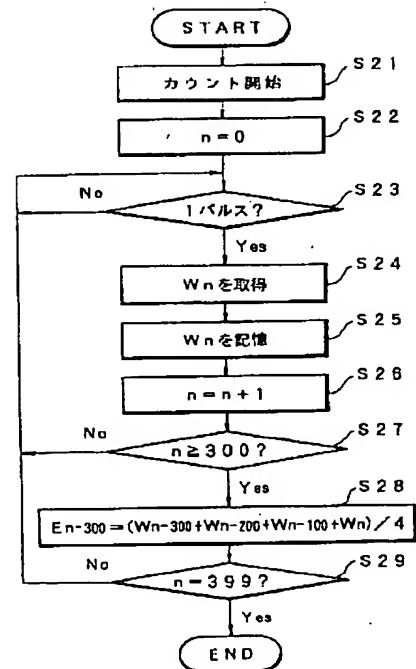 START
カウント開始
S21
n=0
S22
No
1パルス?
S23
Yes
Wnを取得
S24
Wnを記憶
S25
n=n+1
S26
No
n≥300?
S27
Yes
En-300=(Wn-300+Wn-200+Wn-100+Wn)/4
S28
No
n=399?
S29
Yes
END